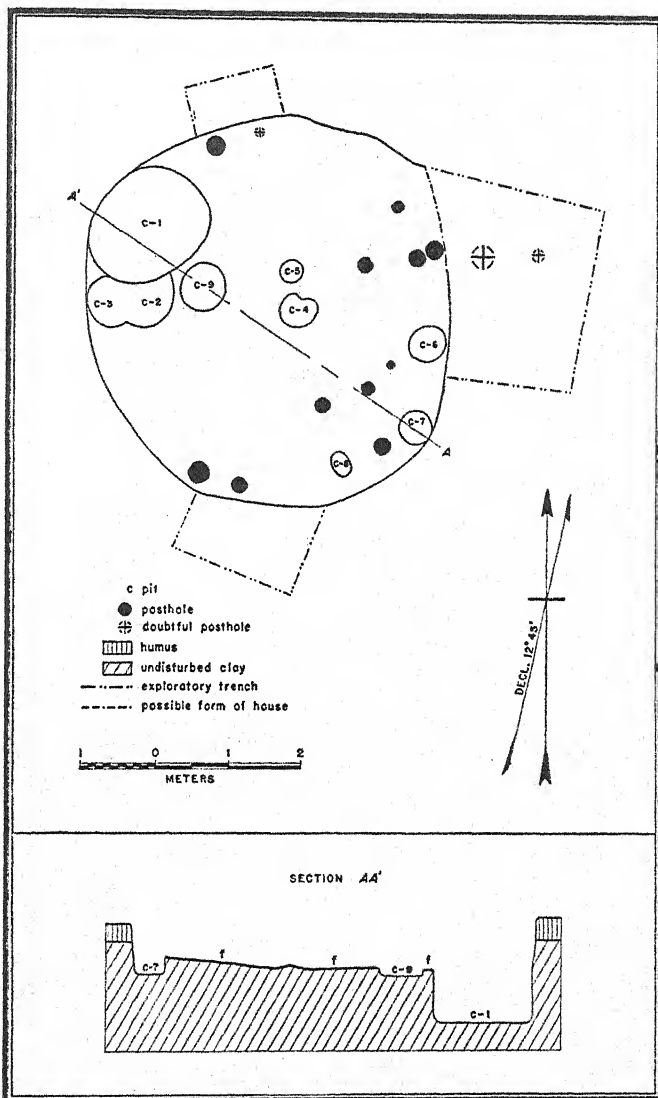 A'
C-1
C-3 C-2 C-9
C-5
C-4
C-6
C-7
A
C-8
c pit
posthole
doubtful posthole
humus
undisturbed clay
exploratory trench
possible form of house
1 0 1 2
METERS
DECL. 12°45'
SECTION AA'
C-7 f f C-9 f
C-1